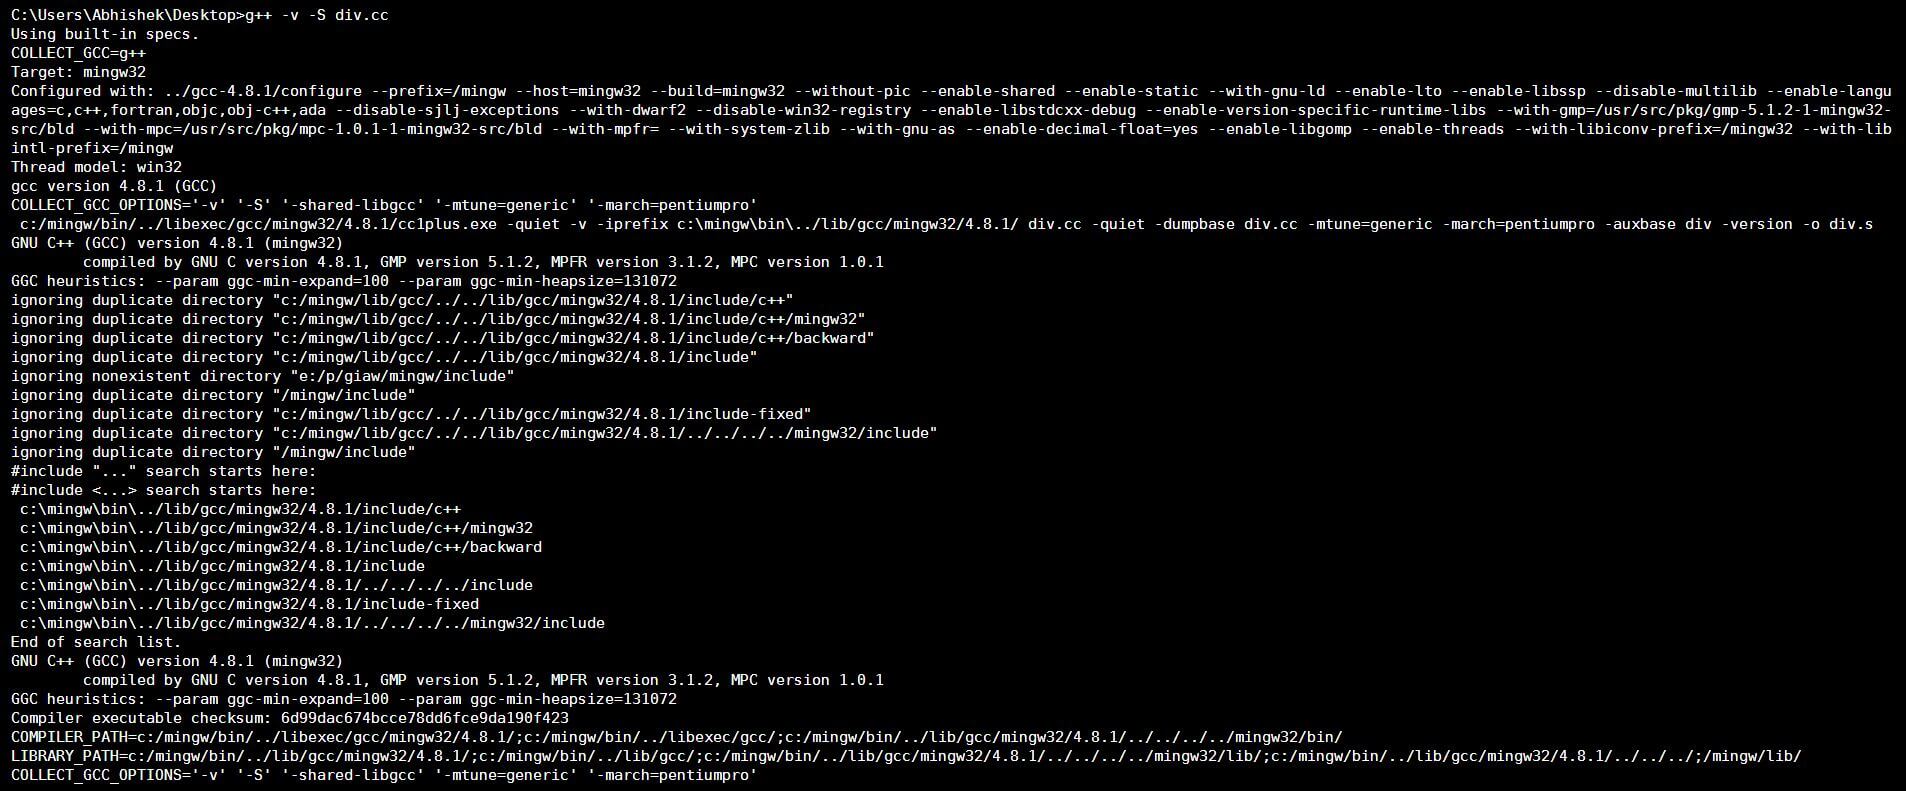 C:\Users\Abhishek\Desktop>g++ -v -S div.cc
Using built-in specs.
COLLECT_GCC=g++
Target: mingw32
Configured with: ../gcc-4.8.1/configure --prefix=/mingw --host=mingw32 --build=mingw32 --without-pic --enable-shared --enable-static --with-gnu-ld --enable-lto --enable-libssp --disable-multilib --enable-langu
ages=c,c++,fortran,objc,obj-c++,ada --disable-sjlj-exceptions --with-dwarf2 --disable-win32-registry --enable-libstdcxx-debug --enable-version-specific-runtime-libs --with-gmp=/usr/src/pkg/gmp-5.1.2-1-mingw32-
src/bld --with-mpc=/usr/src/pkg/mpc-1.0.1-1-mingw32-src/bld --with-mpfr= --with-system-zlib --with-gnu-as --enable-decimal-float=yes --enable-libgomp --enable-threads --with-libiconv-prefix=/mingw32 --with-lib
intl-prefix=/mingw
Thread model: win32
gcc version 4.8.1 (GCC)
COLLECT_GCC_OPTIONS='-v' '-S' '-shared-libgcc' '-mtune=generic' '-march=pentiumpro'
 c:/mingw/bin/../libexec/gcc/mingw32/4.8.1/cc1plus.exe -quiet -v -iprefix c:\mingw\bin\../lib/gcc/mingw32/4.8.1/ div.cc -quiet -dumpbase div.cc -mtune=generic -march=pentiumpro -auxbase div -version -o div.s
GNU C++ (GCC) version 4.8.1 (mingw32)
        compiled by GNU C version 4.8.1, GMP version 5.1.2, MPFR version 3.1.2, MPC version 1.0.1
GGC heuristics: --param ggc-min-expand=100 --param ggc-min-heapsize=131072
ignoring duplicate directory "c:/mingw/lib/gcc/../../lib/gcc/mingw32/4.8.1/include/c++"
ignoring duplicate directory "c:/mingw/lib/gcc/../../lib/gcc/mingw32/4.8.1/include/c++/mingw32"
ignoring duplicate directory "c:/mingw/lib/gcc/../../lib/gcc/mingw32/4.8.1/include/c++/backward"
ignoring duplicate directory "c:/mingw/lib/gcc/../../lib/gcc/mingw32/4.8.1/include"
ignoring nonexistent directory "e:/p/giaw/mingw/include"
ignoring duplicate directory "/mingw/include"
ignoring duplicate directory "c:/mingw/lib/gcc/../../lib/gcc/mingw32/4.8.1/include-fixed"
ignoring duplicate directory "c:/mingw/lib/gcc/../../lib/gcc/mingw32/4.8.1/../../../../mingw32/include"
ignoring duplicate directory "/mingw/include"
#include "..." search starts here:
#include <...> search starts here:
 c:\mingw\bin\../lib/gcc/mingw32/4.8.1/include/c++
 c:\mingw\bin\../lib/gcc/mingw32/4.8.1/include/c++/mingw32
 c:\mingw\bin\../lib/gcc/mingw32/4.8.1/include/c++/backward
 c:\mingw\bin\../lib/gcc/mingw32/4.8.1/include
 c:\mingw\bin\../lib/gcc/mingw32/4.8.1/../../../../include
 c:\mingw\bin\../lib/gcc/mingw32/4.8.1/include-fixed
 c:\mingw\bin\../lib/gcc/mingw32/4.8.1/../../../../mingw32/include
End of search list.
GNU C++ (GCC) version 4.8.1 (mingw32)
        compiled by GNU C version 4.8.1, GMP version 5.1.2, MPFR version 3.1.2, MPC version 1.0.1
GGC heuristics: --param ggc-min-expand=100 --param ggc-min-heapsize=131072
Compiler executable checksum: 6d99dac674bcce78dd6fce9da190f423
COMPILER_PATH=c:/mingw/bin/../libexec/gcc/mingw32/4.8.1/;c:/mingw/bin/../libexec/gcc/;c:/mingw/bin/../lib/gcc/mingw32/4.8.1/../../../../mingw32/bin/
LIBRARY_PATH=c:/mingw/bin/../lib/gcc/mingw32/4.8.1/;c:/mingw/bin/../lib/gcc/;c:/mingw/bin/../lib/gcc/mingw32/4.8.1/../../../../mingw32/lib/;c:/mingw/bin/../lib/gcc/mingw32/4.8.1/../../../;/mingw/lib/
COLLECT_GCC_OPTIONS='-v' '-S' '-shared-libgcc' '-mtune=generic' '-march=pentiumpro'